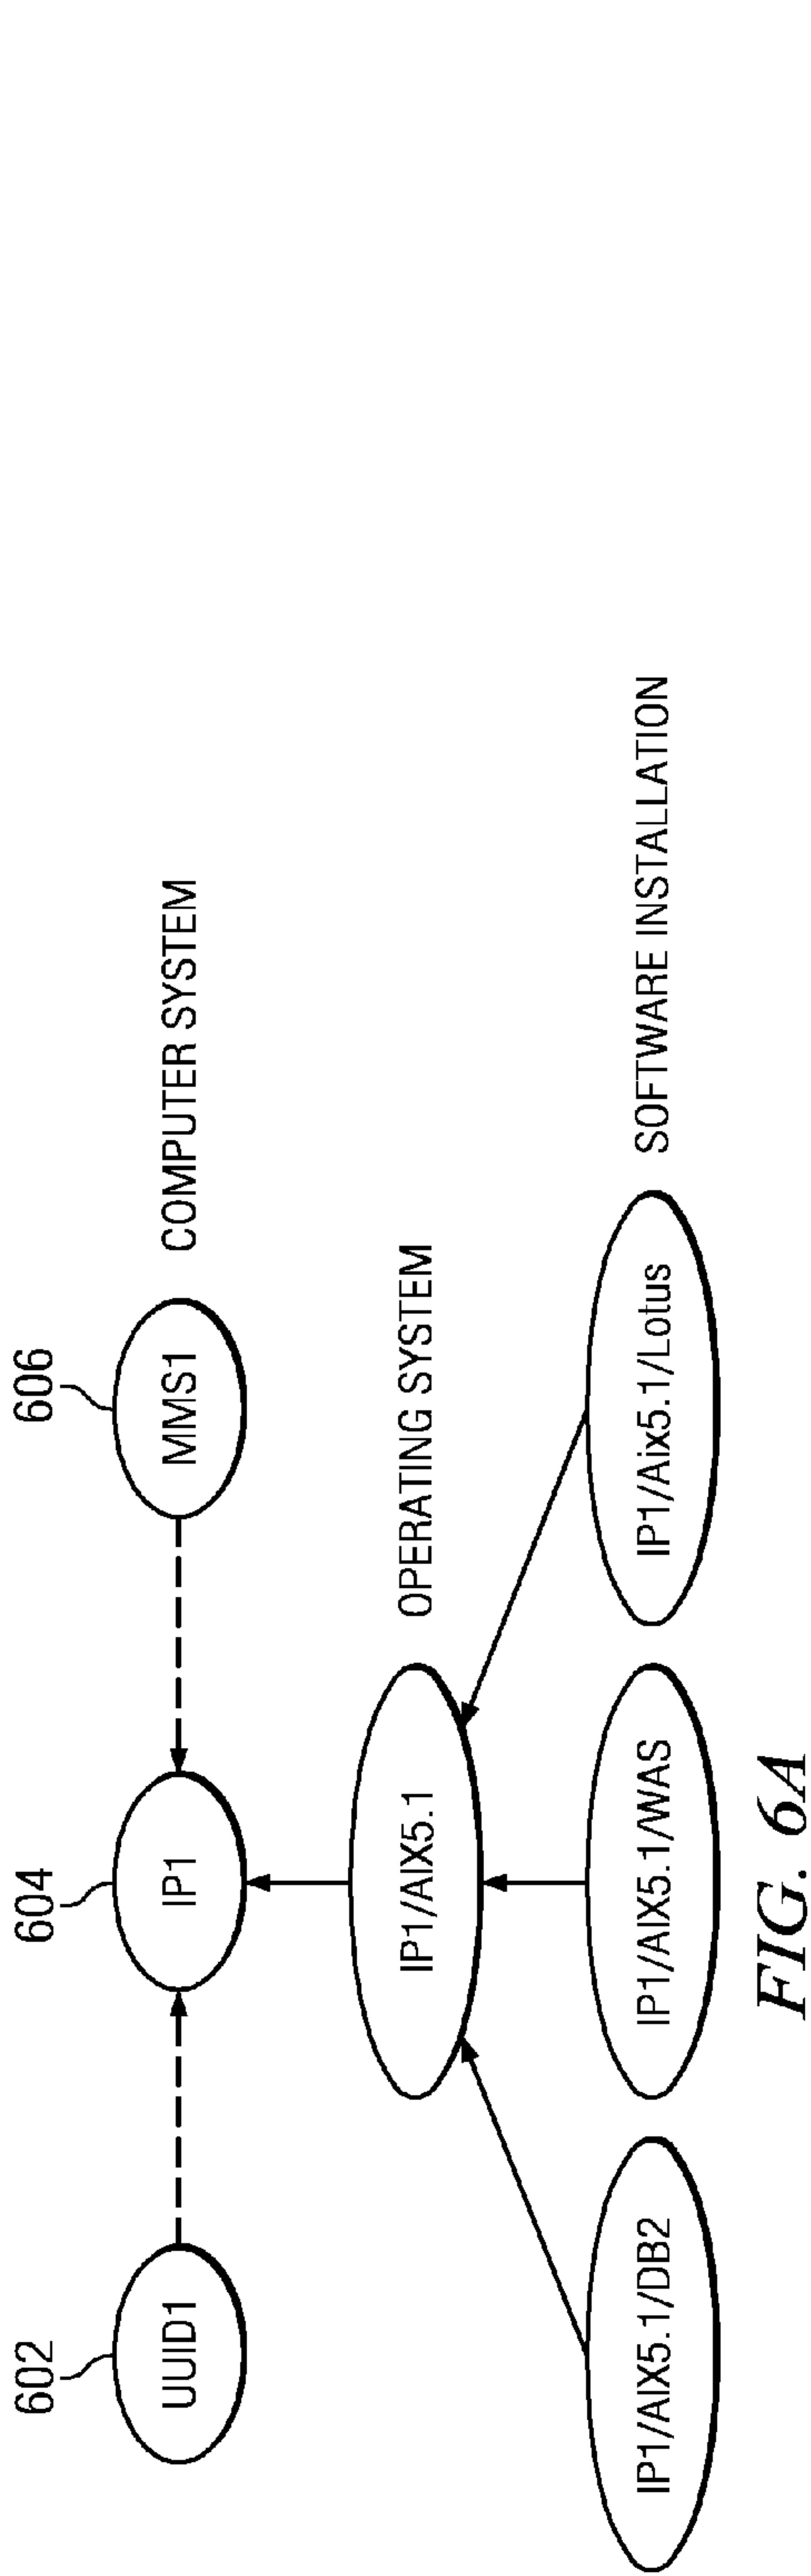 602
604
606
UUID1
IP1
MMS1
COMPUTER SYSTEM
IP1/AIX5.1
OPERATING SYSTEM
IP1/AIX5.1/DB2
IP1/AIX5.1/WAS
IP1/Aix5.1/Lotus
SOFTWARE INSTALLATION
FIG. 6A